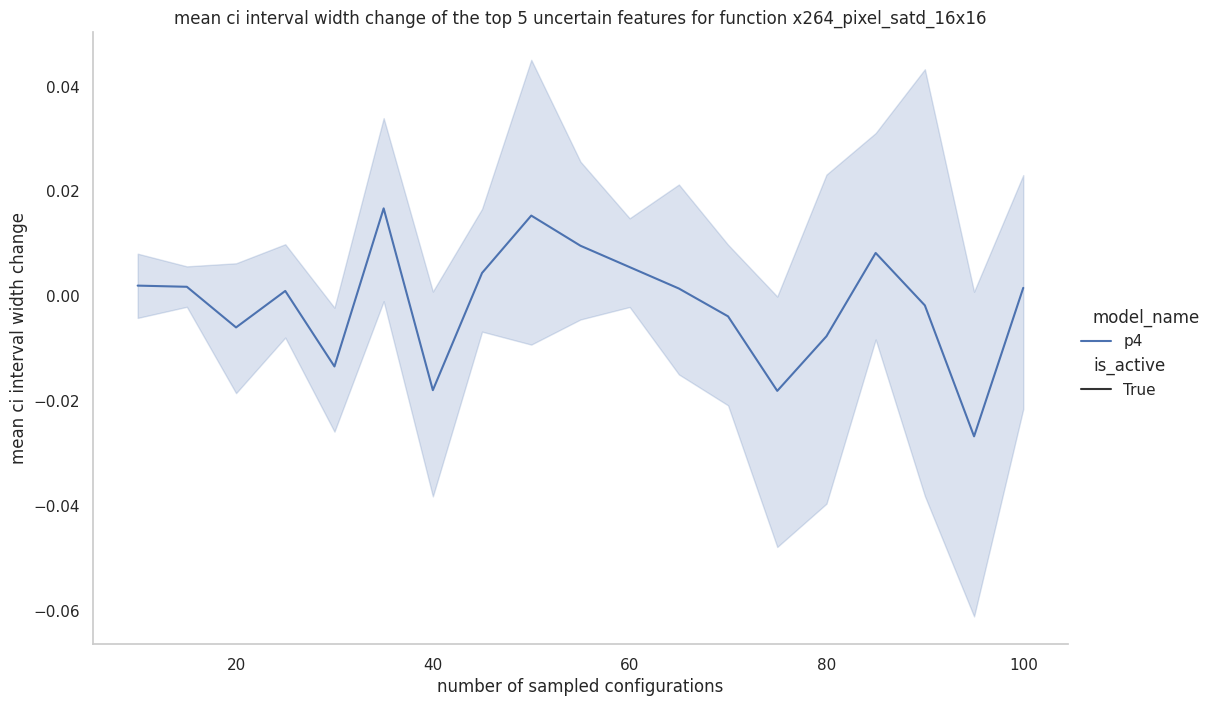 mean ci interval width change of the top 5 uncertain features for function x264_pixel_satd_16x16
mean ci interval width change
0.04
0.02
0.00
−0.02
−0.04
−0.06
20
40
60
80
100
number of sampled configurations
model_name
p4
is_active
True